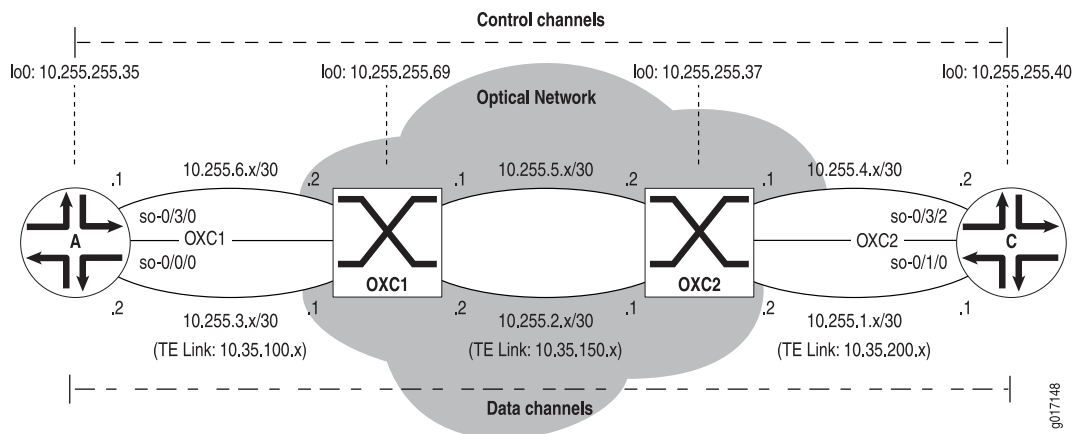 Control channels
lo0: 10.255.255.35
lo0: 10.255.255.69
lo0: 10.255.255.37
lo0: 10.255.255.40
Optical Network
10.255.6.x/30
10.255.5.x/30
10.255.4.x/30
.1
.2
.1
.2
.1
.2
so-0/3/0
so-0/3/2
A
OXC1
OXC2
C
so-0/0/0
so-0/1/0
OXC1
OXC2
.2
.1
.2
.1
.2
.1
10.255.3.x/30
10.255.2.x/30
10.255.1.x/30
(TE Link: 10.35.100.x)
(TE Link: 10.35.150.x)
(TE Link: 10.35.200.x)
Data channels
g017148